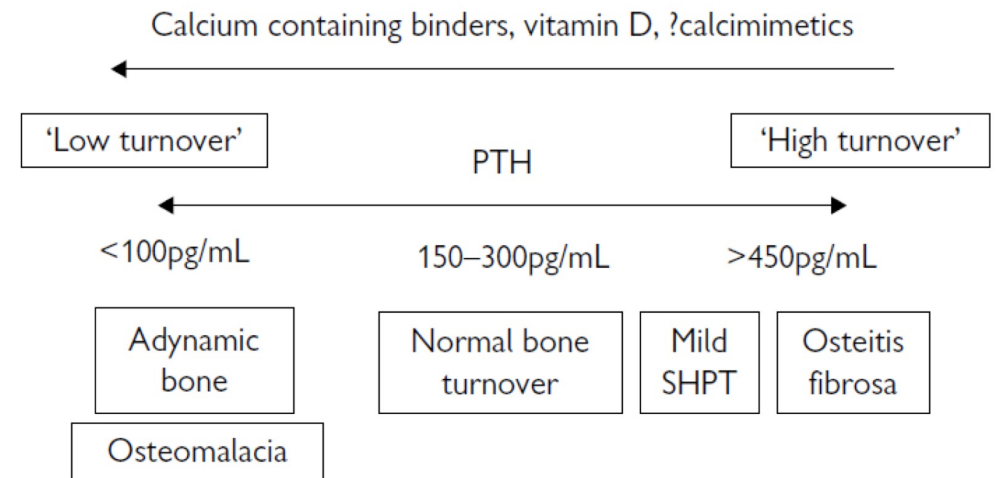 Calcium containing binders, vitamin D, ?calcimimetics
‘Low turnover’
‘High turnover’
PTH
<100pg/mL
150–300pg/mL
>450pg/mL
Adynamic
bone
Normal bone
turnover
Mild
SHPT
Osteitis
fibrosa
Osteomalacia